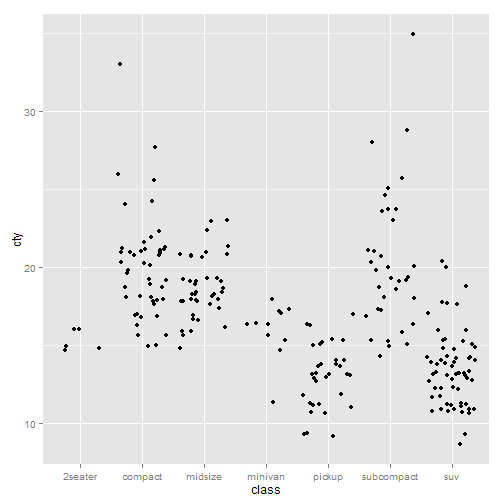 cty
30
20
10
2seater compact midsize minivan pickup subcompact suv
class